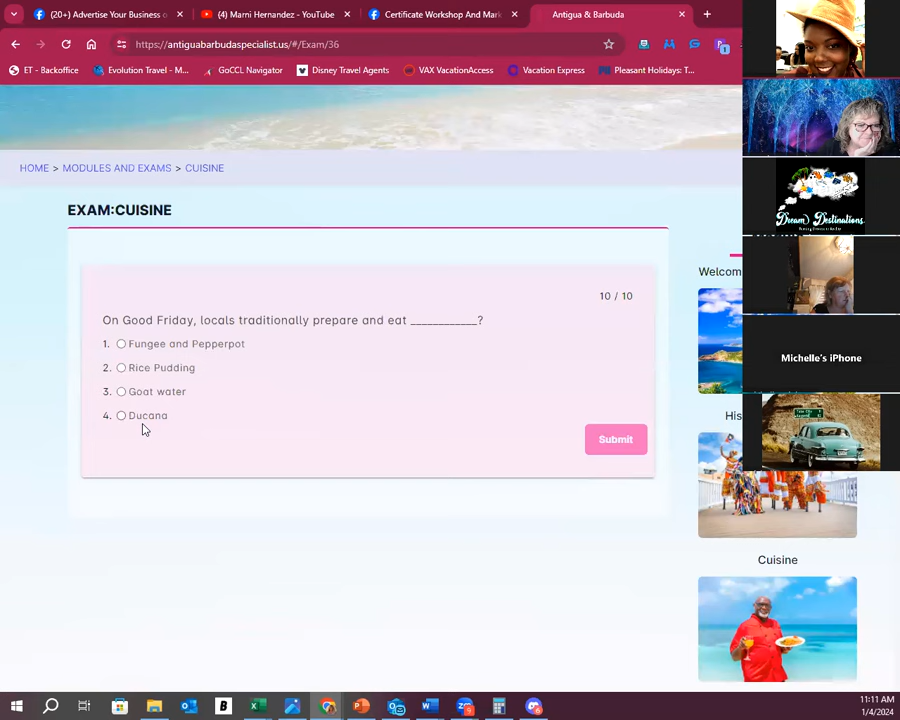 (20+) Advertise Your Business o
(4) Marni Hernandez - YouTube
Certificate Workshop And Mark
Antigua & Barbuda
https://antiguabarbudaspecialist.us/#/Exam/36
ET - Backoffice
Evolution Travel - M...
GoCCL Navigator
Disney Travel Agents
VAX VacationAccess
Vacation Express
Pleasant Holidays: T...
HOME > MODULES AND EXAMS > CUISINE
EXAM:CUISINE
10 / 10
On Good Friday, locals traditionally prepare and eat ___________?
1. Fungee and Pepperpot
2. Rice Pudding
3. Goat water
4. Ducana
Submit
Welcom
His
Cuisine
Dream Destinations
Michelle's iPhone
11:11 AM
1/4/2024